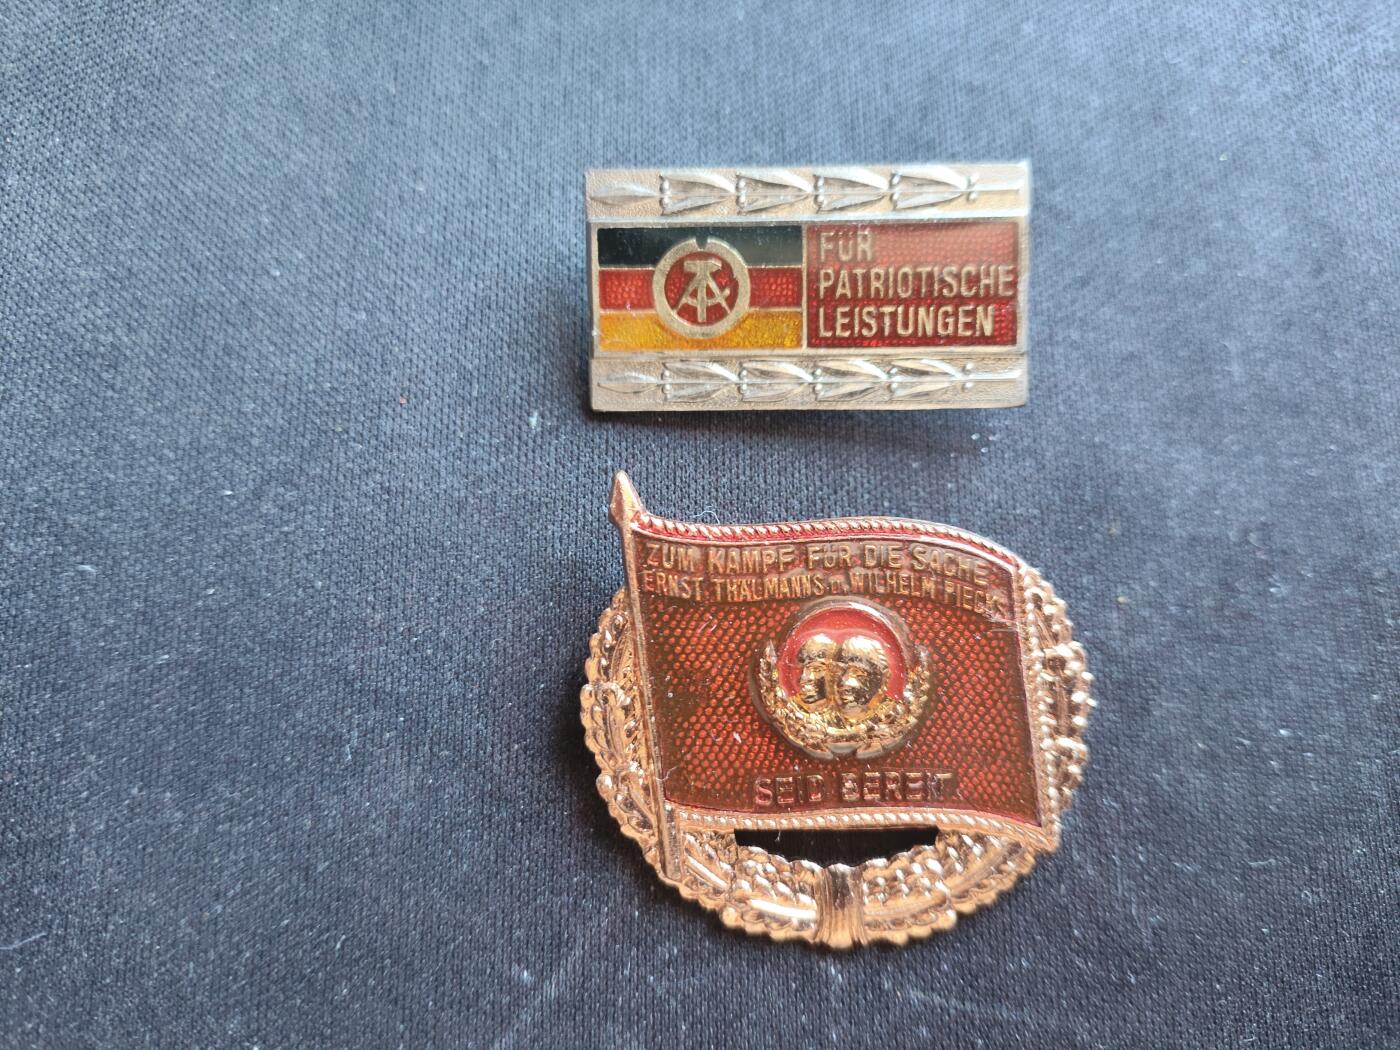 FÜR
PATRIOTISCHE
LEISTUNGEN
ZUM KAMPF FÜR DIE SACHE
ERNST THÄLMANNS u. WILHELM PIECKS
SEID BEREIT